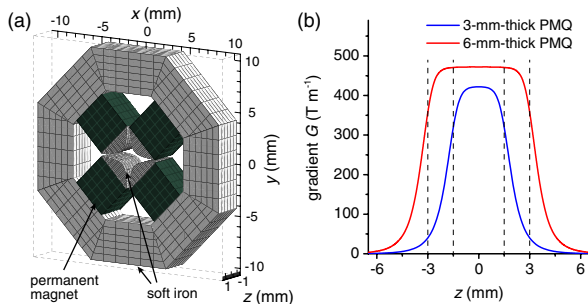 (a)
x (mm)
-10 -5 0 5 10
10
5
0
-5
-10
y (mm)
1 -1
z (mm)
permanent
magnet
soft iron
(b)
3-mm-thick PMQ
6-mm-thick PMQ
500
400
300
200
100
0
gradient G (T m⁻¹)
-6 -3 0 3 6
z (mm)